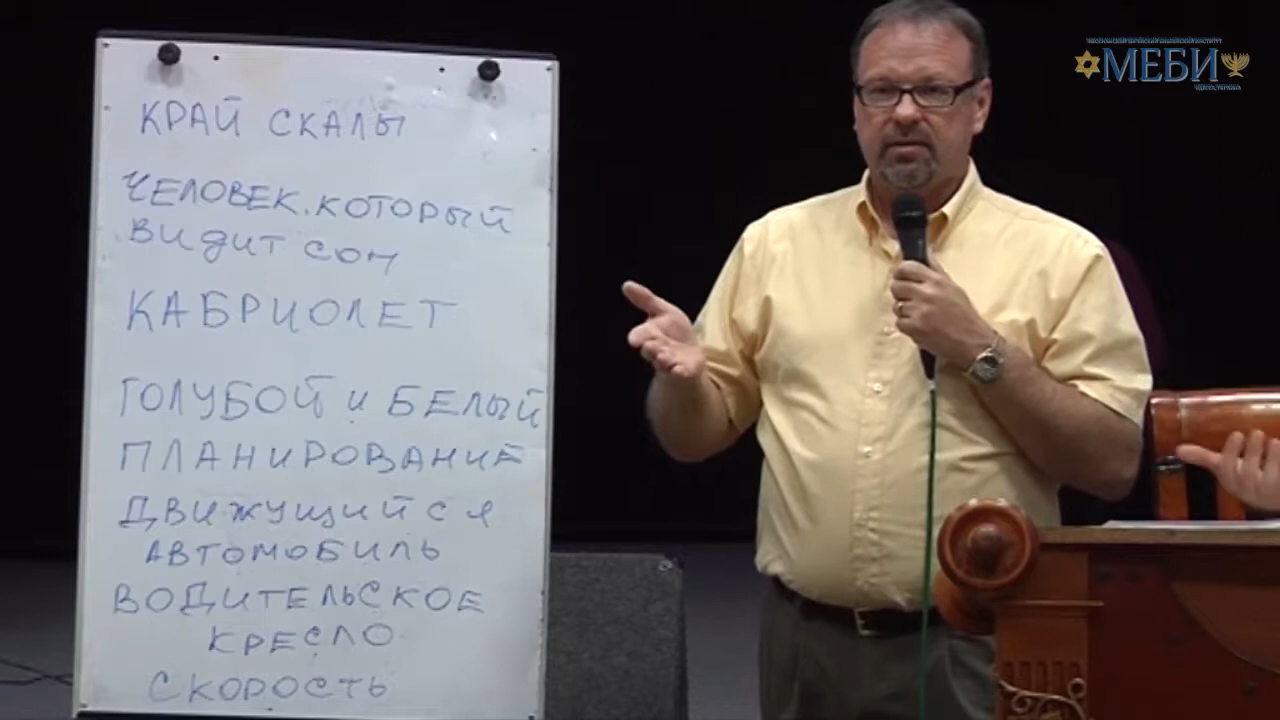 КРАЙ СКАЛЫ
ЧЕЛОВЕК.КОТОРЫЙ
ВИДИТ СОН
КАБРИОЛЕТ
ГОЛУБОЙ И БЕЛЫЙ
ПЛАНИРОВАНИЕ
ДВИЖУЩИЙСЯ
АВТОМОБИЛЬ
ВОДИТЕЛЬСКОЕ
КРЕСЛО
СКОРОСТЬ
МЕБИ